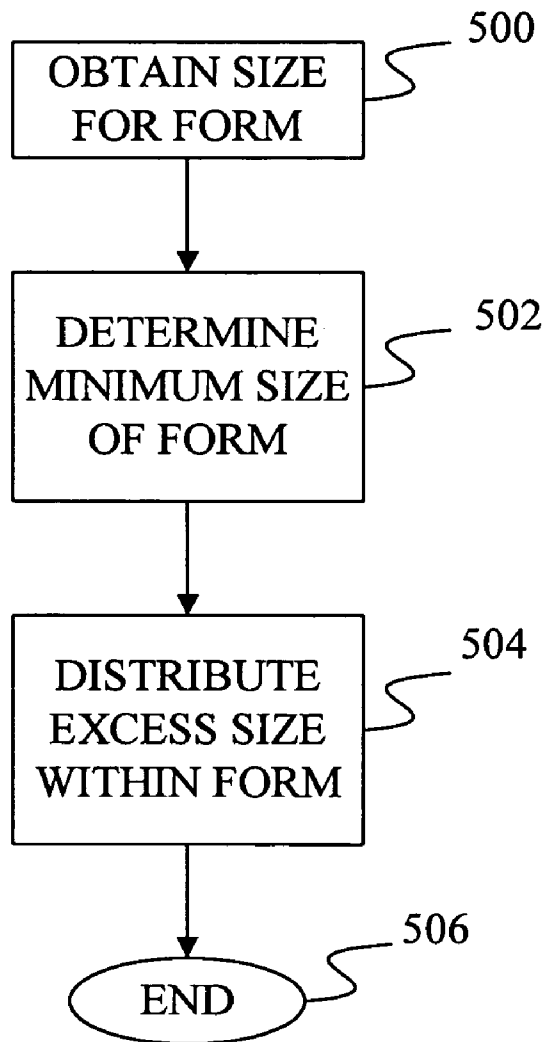 500
OBTAIN SIZE
FOR FORM
502
DETERMINE
MINIMUM SIZE
OF FORM
504
DISTRIBUTE
EXCESS SIZE
WITHIN FORM
506
END